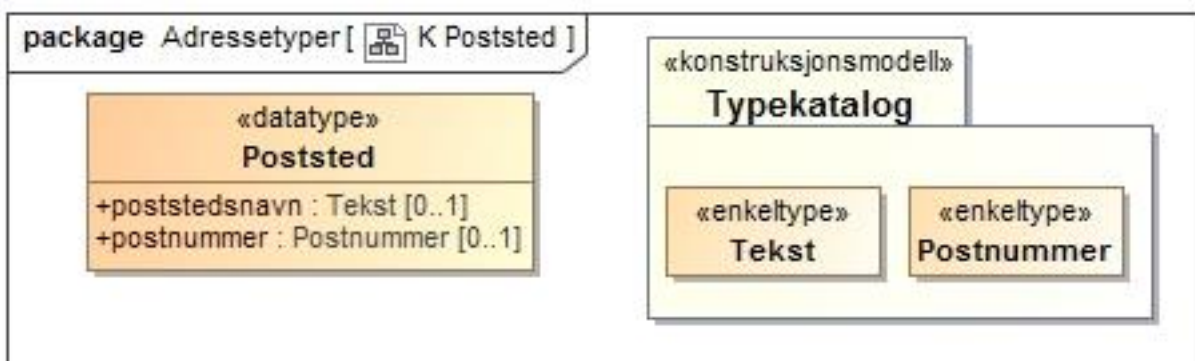 package Adressetyper [ K Poststed ]
«datatype»
Poststed
+poststedsnavn : Tekst [0..1]
+postnummer : Postnummer [0..1]
«konstruksjonsmodell»
Typekatalog
«enkeltype»
Tekst
«enkeltype»
Postnummer